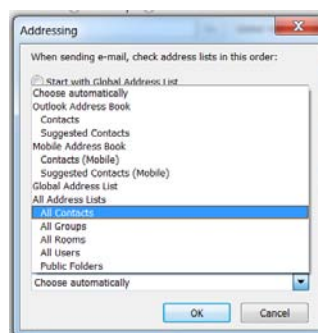 Addressing
When sending e-mail, check address lists in this order:
Start with Global Address List
Choose automatically
Outlook Address Book
Contacts
Suggested Contacts
Mobile Address Book
Contacts (Mobile)
Suggested Contacts (Mobile)
Global Address List
All Address Lists
All Contacts
All Groups
All Rooms
All Users
Public Folders
Choose automatically
OK Cancel